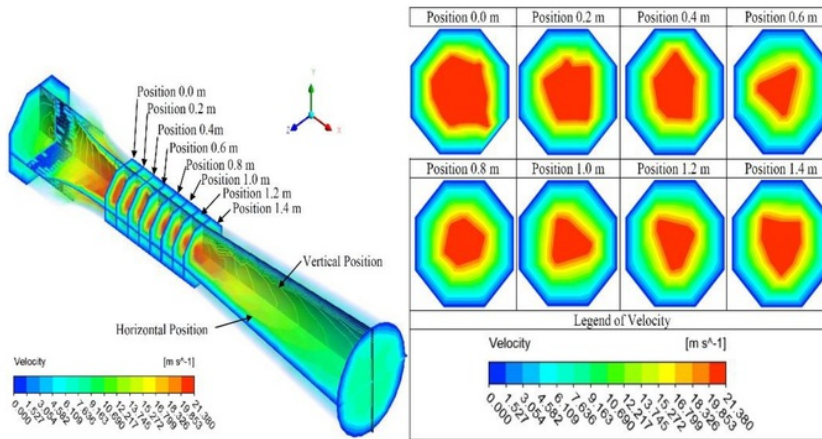 Position 0.0 m
Position 0.2 m
Position 0.4m
Position 0.6 m
Position 0.8 m
Position 1.0 m
Position 1.2 m
Position 1.4 m
Y
Z
X
Vertical Position
Horizontal Position
Velocity [m s^-1]
0.000
1.527
3.054
4.582
6.109
7.636
9.163
10.690
12.217
13.745
15.272
16.799
18.326
19.853
21.380
Position 0.0 m Position 0.2 m Position 0.4 m Position 0.6 m
Position 0.8 m Position 1.0 m Position 1.2 m Position 1.4 m
Legend of Velocity
Velocity [m s^-1]
0.000
1.527
3.054
4.582
6.109
7.636
9.163
10.690
12.217
13.745
15.272
16.799
18.326
19.853
21.380